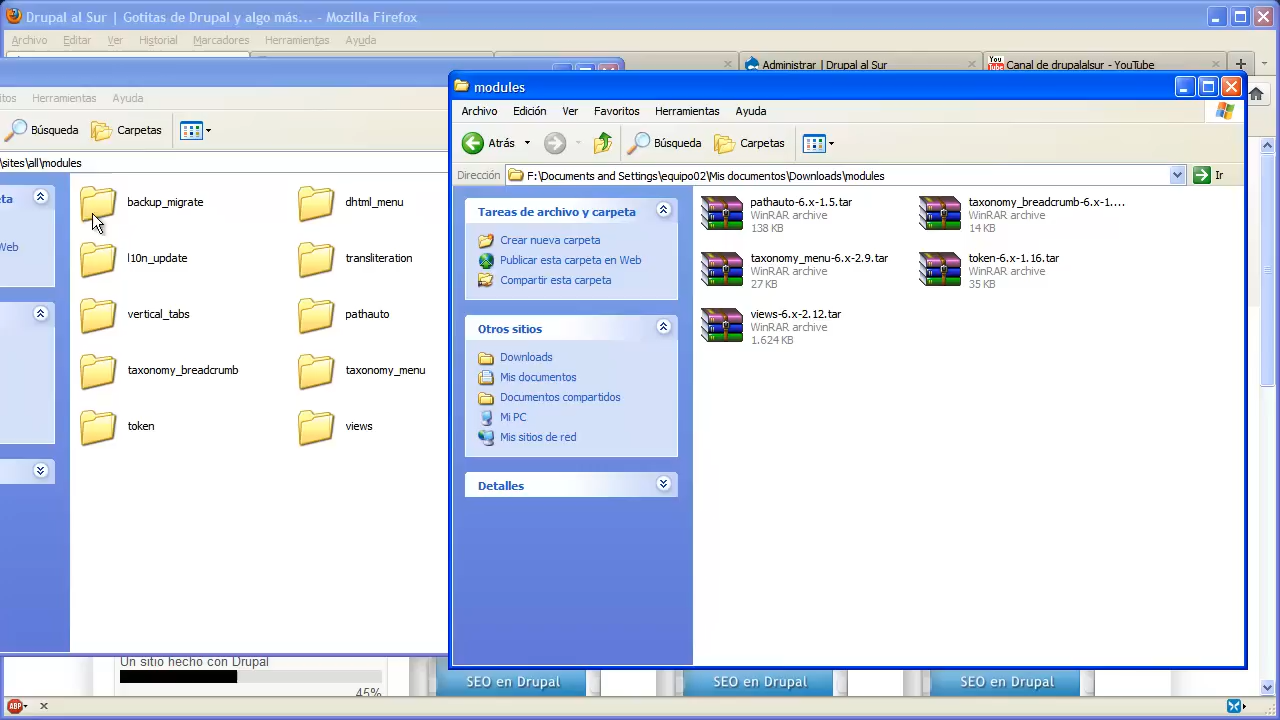 Drupal al Sur | Gotitas de Drupal y algo más... - Mozilla Firefox
Archivo Editar Ver Historial Marcadores Herramientas Ayuda
Administrar | Drupal al Sur
You Tube Canal de drupalalsur - YouTube
itos Herramientas Ayuda
Búsqueda Carpetas
\sites\all\modules
eta
Web
backup_migrate
dhtml_menu
l10n_update
transliteration
vertical_tabs
pathauto
taxonomy_breadcrumb
taxonomy_menu
token
views
modules
Archivo Edición Ver Favoritos Herramientas Ayuda
Atrás Búsqueda Carpetas
Dirección F:\Documents and Settings\equipo02\Mis documentos\Downloads\modules Ir
Tareas de archivo y carpeta
Crear nueva carpeta
Publicar esta carpeta en Web
Compartir esta carpeta
Otros sitios
Downloads
Mis documentos
Documentos compartidos
Mi PC
Mis sitios de red
Detalles
pathauto-6.x-1.5.tar
WinRAR archive
138 KB
taxonomy_breadcrumb-6.x-1....
WinRAR archive
14 KB
taxonomy_menu-6.x-2.9.tar
WinRAR archive
27 KB
token-6.x-1.16.tar
WinRAR archive
35 KB
views-6.x-2.12.tar
WinRAR archive
1.624 KB
Un sitio hecho con Drupal
45%
SEO en Drupal
SEO en Drupal
SEO en Drupal
ABP